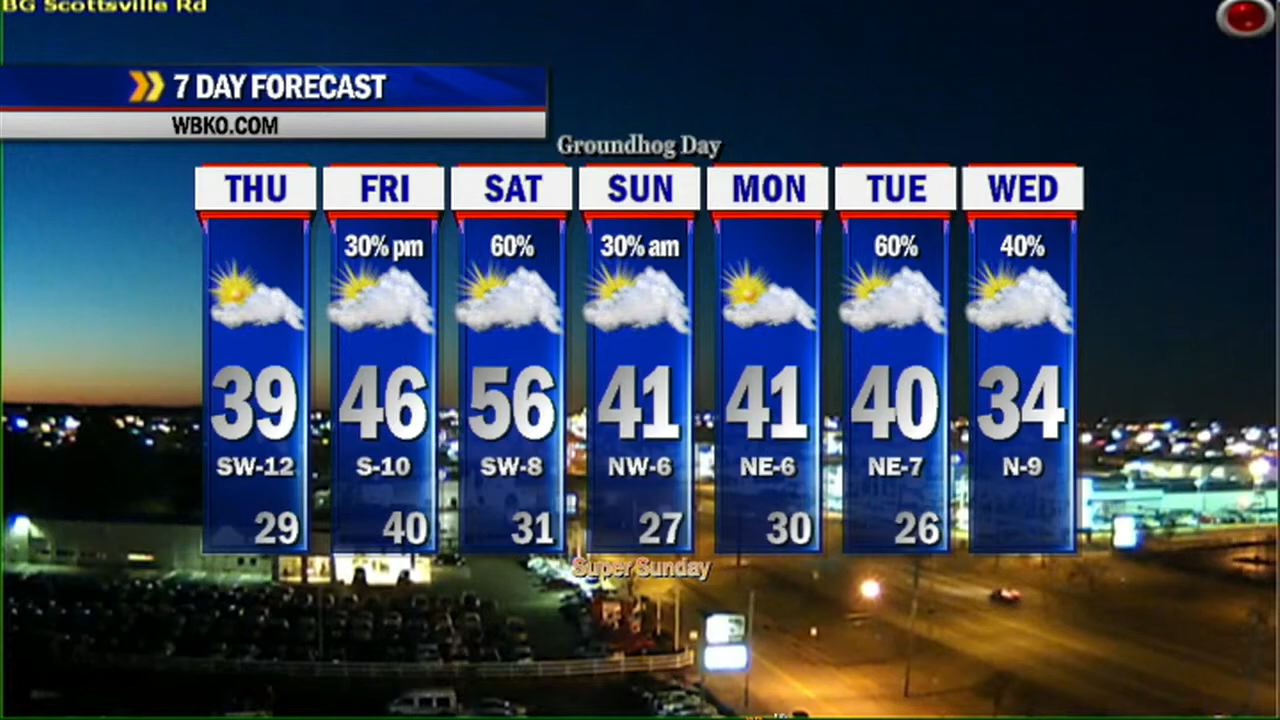 BG Scottsville Rd
7 DAY FORECAST
WBKO.COM
Groundhog Day
THU FRI SAT SUN MON TUE WED
30% pm 60% 30% am 60% 40%
39 46 56 41 41 40 34
SW-12 S-10 SW-8 NW-6 NE-6 NE-7 N-9
29 40 31 27 30 26
Super Sunday